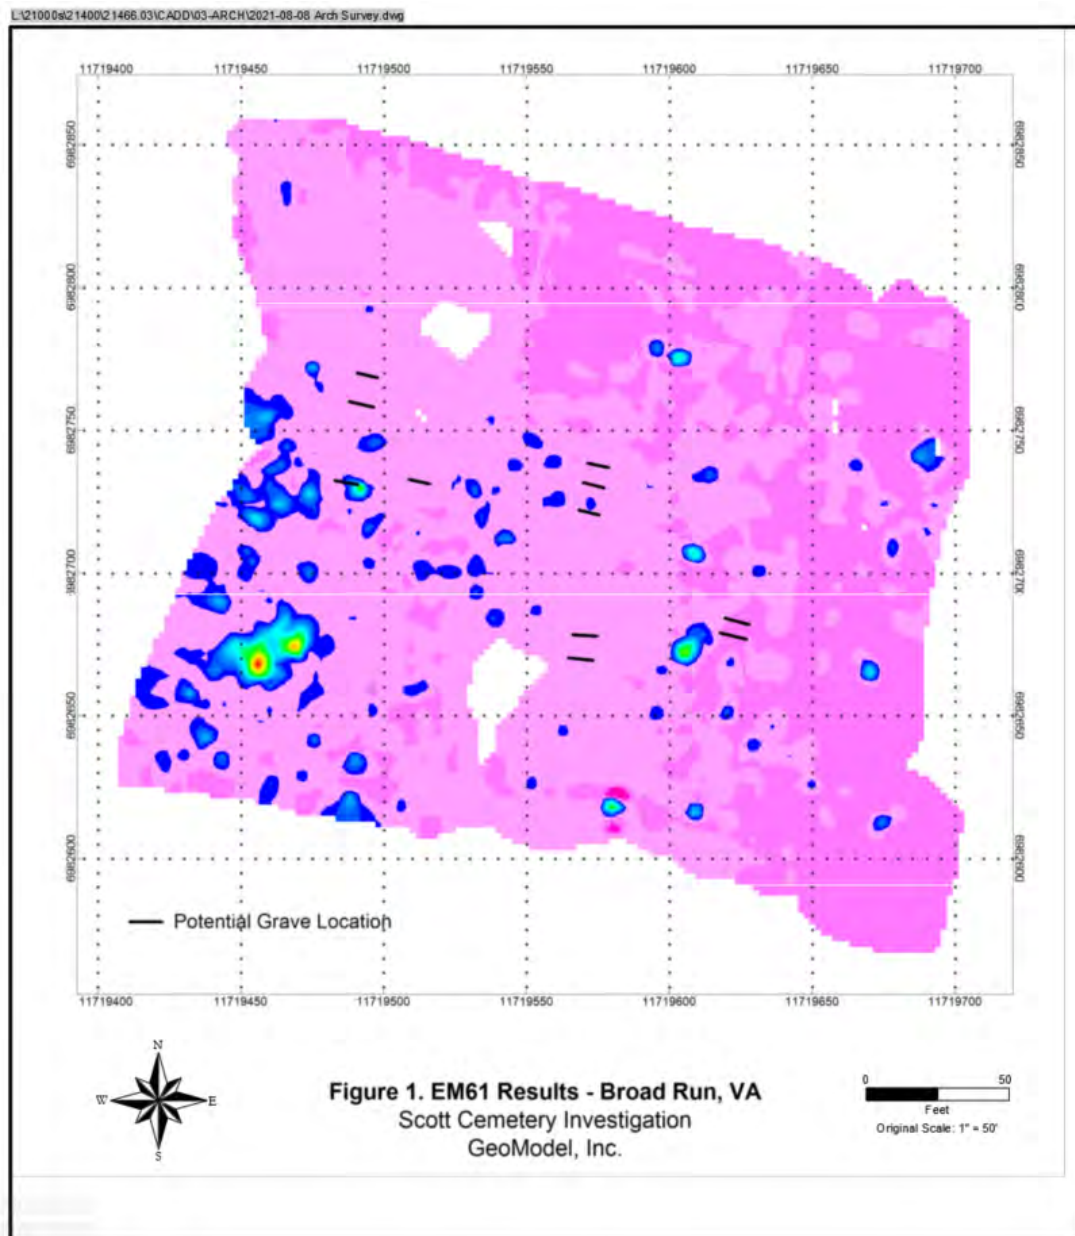 L:\21000s\21400\21466.03\CADD\03-ARCH\2021-08-08 Arch Survey.dwg
11719400 11719450 11719500 11719550 11719600 11719650 11719700
6982850 6982850
6982800 6982800
6982750 6982750
6982700 6982700
6982650 6982650
6982600 6982600
Potential Grave Location
11719400 11719450 11719500 11719550 11719600 11719650 11719700
N
W E
S
Figure 1. EM61 Results - Broad Run, VA
Scott Cemetery Investigation
GeoModel, Inc.
0 50
Feet
Original Scale: 1" = 50'